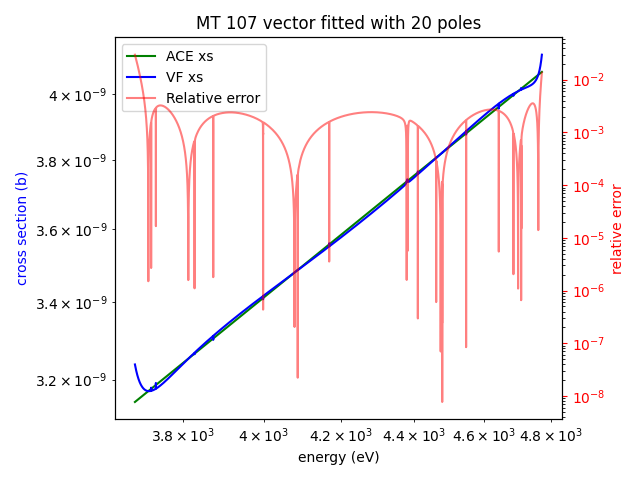 MT 107 vector fitted with 20 poles
ACE xs
VF xs
Relative error
4 × 10⁻⁹
3.8 × 10⁻⁹
3.6 × 10⁻⁹
3.4 × 10⁻⁹
3.2 × 10⁻⁹
cross section (b)
10⁻²
10⁻³
10⁻⁴
10⁻⁵
10⁻⁶
10⁻⁷
10⁻⁸
relative error
3.8 × 10³ 4 × 10³ 4.2 × 10³ 4.4 × 10³ 4.6 × 10³ 4.8 × 10³
energy (eV)